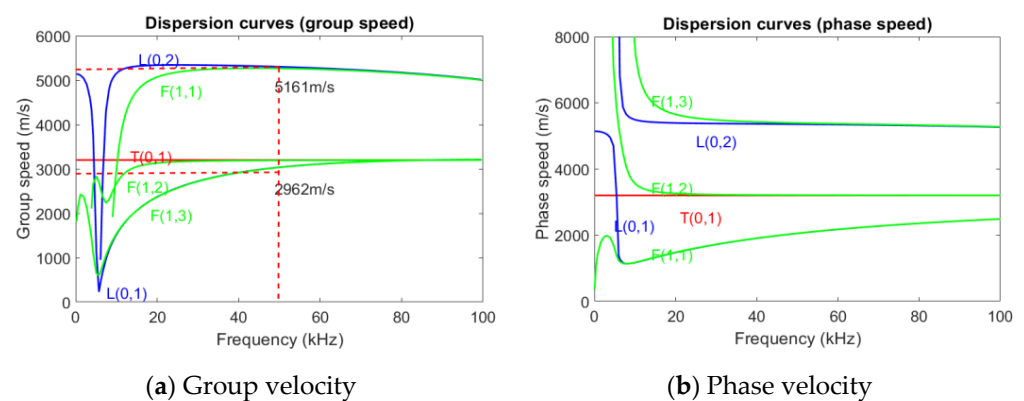 Dispersion curves (group speed)
6000
5000
4000
3000
2000
1000
0
Group speed (m/s)
L(0,2)
F(1,1)
5161m/s
T(0,1)
F(1,2)
2962m/s
F(1,3)
L(0,1)
0
20
40
60
80
100
Frequency (kHz)
(a) Group velocity
Dispersion curves (phase speed)
8000
6000
4000
2000
0
Phase speed (m/s)
F(1,3)
L(0,2)
F(1,2)
T(0,1)
L(0,1)
F(1,1)
0
20
40
60
80
100
Frequency (kHz)
(b) Phase velocity